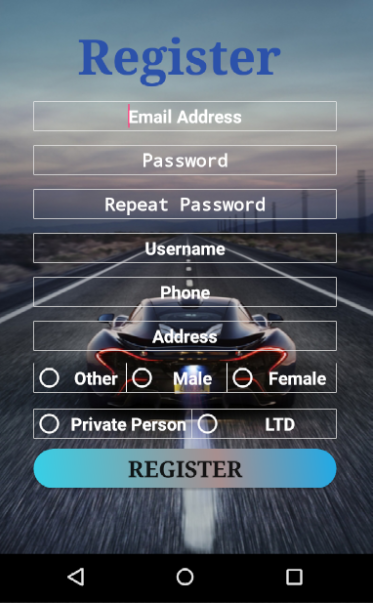 Register
Email Address
Password
Repeat Password
Username
Phone
Address
Other Male Female
Private Person LTD
REGISTER